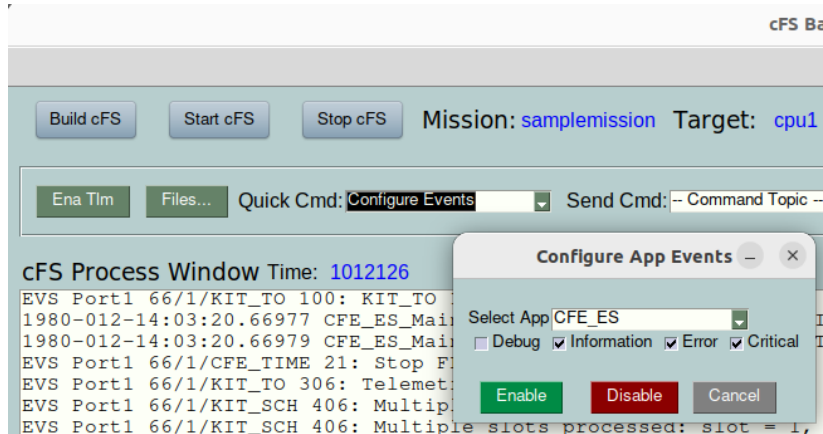 cFS Ba
Build cFS Start cFS Stop cFS Mission: samplemission Target: cpu1
Ena Tlm Files... Quick Cmd: Configure Events Send Cmd: -- Command Topic --
Configure App Events
cFS Process Window Time: 1012126
EVS Port1 66/1/KIT_TO 100: KIT_TO
Select App CFE_ES
1980-012-14:03:20.66977 CFE_ES_Mai
Debug Information Error Critical
1980-012-14:03:20.66979 CFE_ES_Mai
EVS Port1 66/1/CFE_TIME 21: Stop F
EVS Port1 66/1/KIT_TO 306: Telemet
Enable Disable Cancel
EVS Port1 66/1/KIT_SCH 406: Multipl
EVS Port1 66/1/KIT_SCH 406: Multiple slots processed: slot = 1,